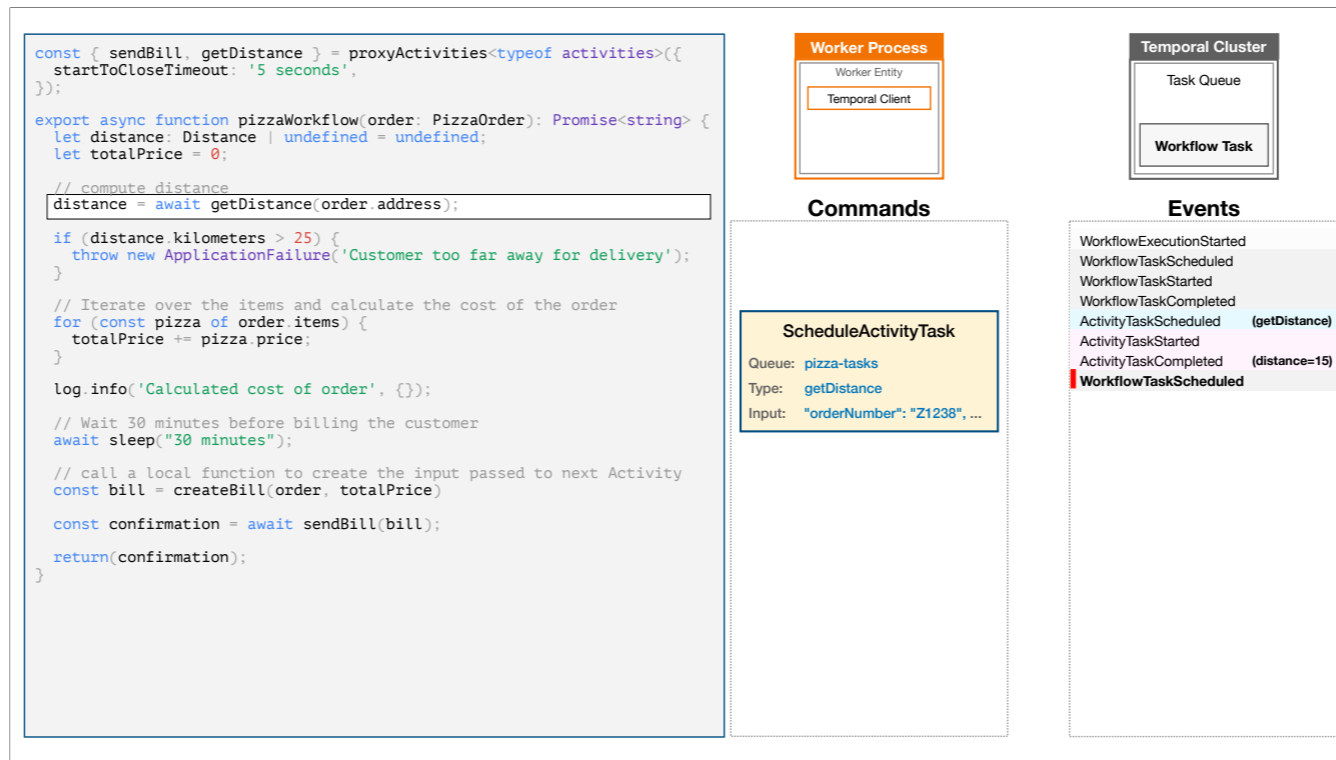 const { sendBill, getDistance } = proxyActivities<typeof activities>({
  startToCloseTimeout: '5 seconds',
});
export async function pizzaWorkflow(order: PizzaOrder): Promise<string> {
  let distance: Distance | undefined = undefined;
  let totalPrice = 0;
  // compute distance
  distance = await getDistance(order.address);
  if (distance.kilometers > 25) {
    throw new ApplicationFailure('Customer too far away for delivery');
  }
  // Iterate over the items and calculate the cost of the order
  for (const pizza of order.items) {
    totalPrice += pizza.price;
  }
  log.info('Calculated cost of order', {});
  // Wait 30 minutes before billing the customer
  await sleep("30 minutes");
  // call a local function to create the input passed to next Activity
  const bill = createBill(order, totalPrice)
  const confirmation = await sendBill(bill);
  return(confirmation);
}
Worker Process
Worker Entity
Temporal Client
Commands
ScheduleActivityTask
Queue: pizza-tasks
Type: getDistance
Input: "orderNumber": "Z1238", ...
Temporal Cluster
Task Queue
Workflow Task
Events
WorkflowExecutionStarted
WorkflowTaskScheduled
WorkflowTaskStarted
WorkflowTaskCompleted
ActivityTaskScheduled (getDistance)
ActivityTaskStarted
ActivityTaskCompleted (distance=15)
WorkflowTaskScheduled